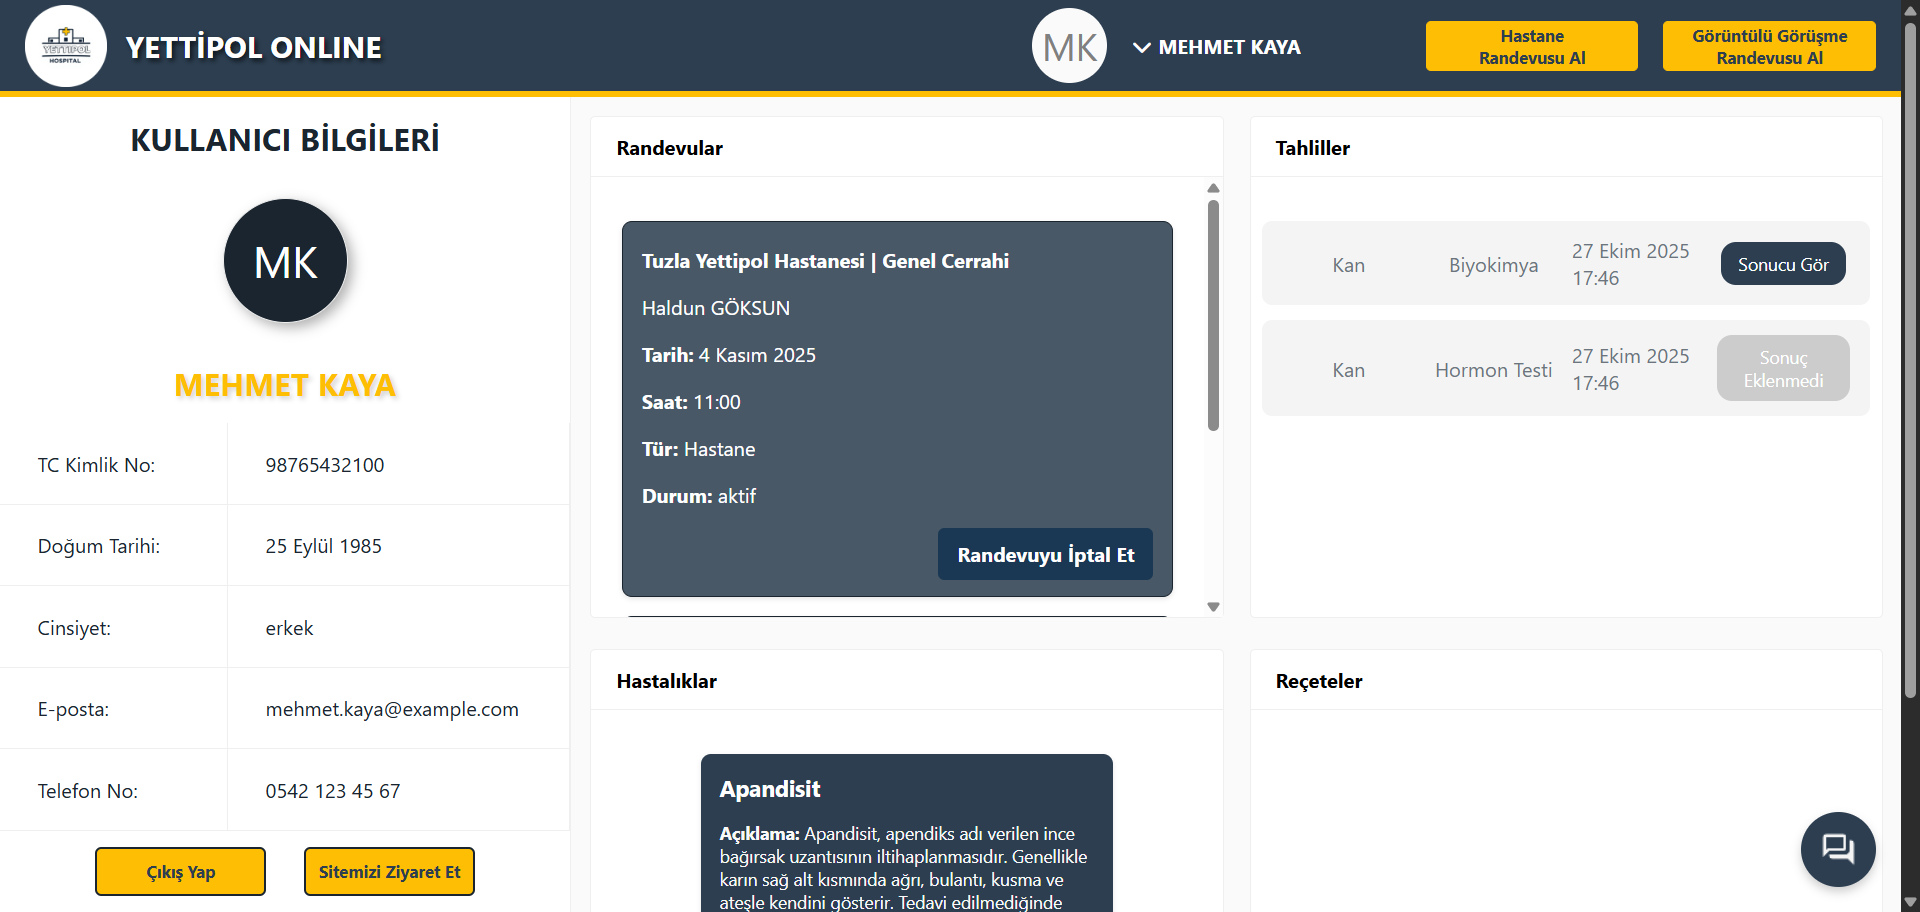 YETTIPOL
HOSPITAL
YETTİPOL ONLINE
MK
MEHMET KAYA
Hastane
Randevusu Al
Görüntülü Görüşme
Randevusu Al
KULLANICI BİLGİLERİ
MK
MEHMET KAYA
TC Kimlik No: 98765432100
Doğum Tarihi: 25 Eylül 1985
Cinsiyet: erkek
E-posta: mehmet.kaya@example.com
Telefon No: 0542 123 45 67
Çıkış Yap
Sitemizi Ziyaret Et
Randevular
Tuzla Yettipol Hastanesi | Genel Cerrahi
Haldun GÖKSUN
Tarih: 4 Kasım 2025
Saat: 11:00
Tür: Hastane
Durum: aktif
Randevuyu İptal Et
Tahliller
Kan
Biyokimya
27 Ekim 2025
17:46
Sonucu Gör
Kan
Hormon Testi
27 Ekim 2025
17:46
Sonuç
Eklenmedi
Hastalıklar
Apandisit
Açıklama: Apandisit, apendiks adı verilen ince
bağırsak uzantısının iltihaplanmasıdır. Genellikle
karın sağ alt kısmında ağrı, bulantı, kusma ve
ateşle kendini gösterir. Tedavi edilmediğinde
Reçeteler